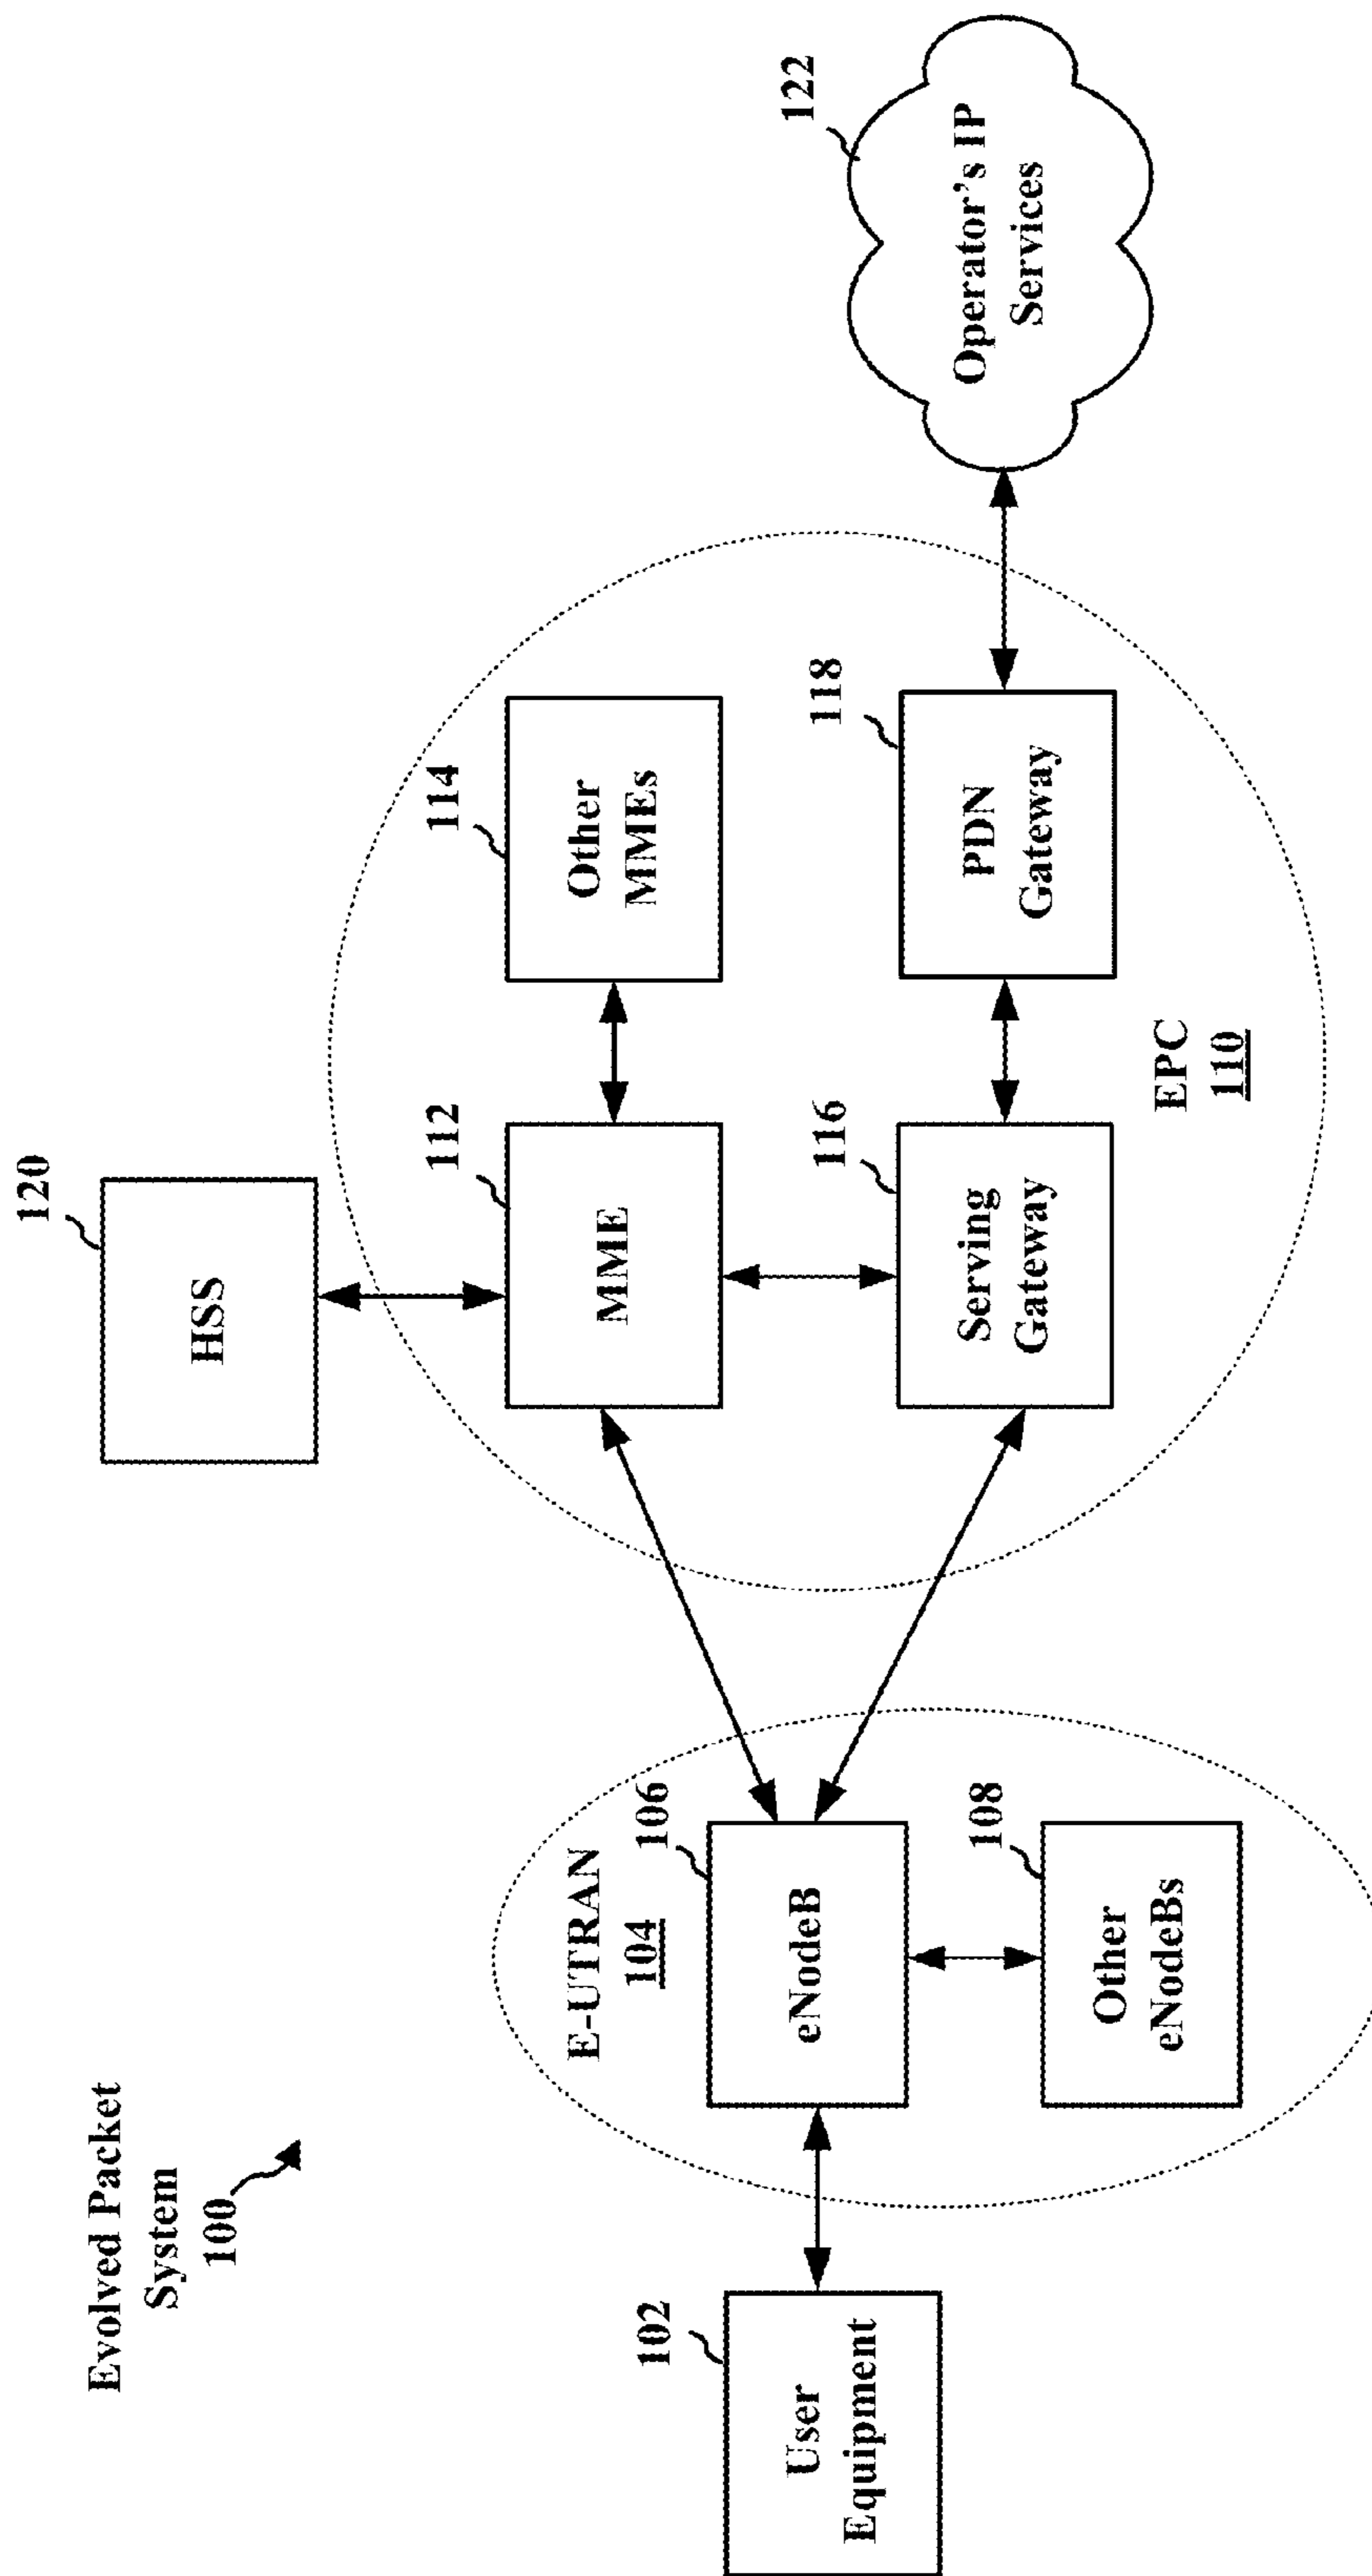 Evolved Packet
System
100
HSS
120
E-UTRAN
104
MME
112
Other
MMEs
114
User
Equipment
102
eNodeB
106
Other
eNodeBs
108
Serving
Gateway
116
PDN
Gateway
118
EPC
110
Operator's IP
Services
122